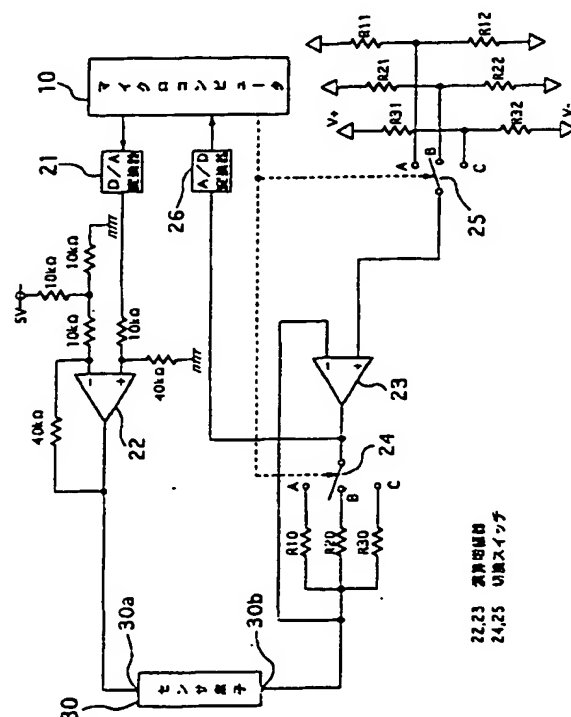 10
マイクロコンピュータ
21
D/A
変換器
26
A/D
変換器
5V
10kΩ
10kΩ
10kΩ
10kΩ
40kΩ
40kΩ
22
30a
30
センサ素子
30b
R11
R12
R21
R22
V+
R31
R32
V-
A
B
C
25
23
24
A
B
C
R10
R20
R30
22,23 演算増幅器
24,25 切換スイッチ